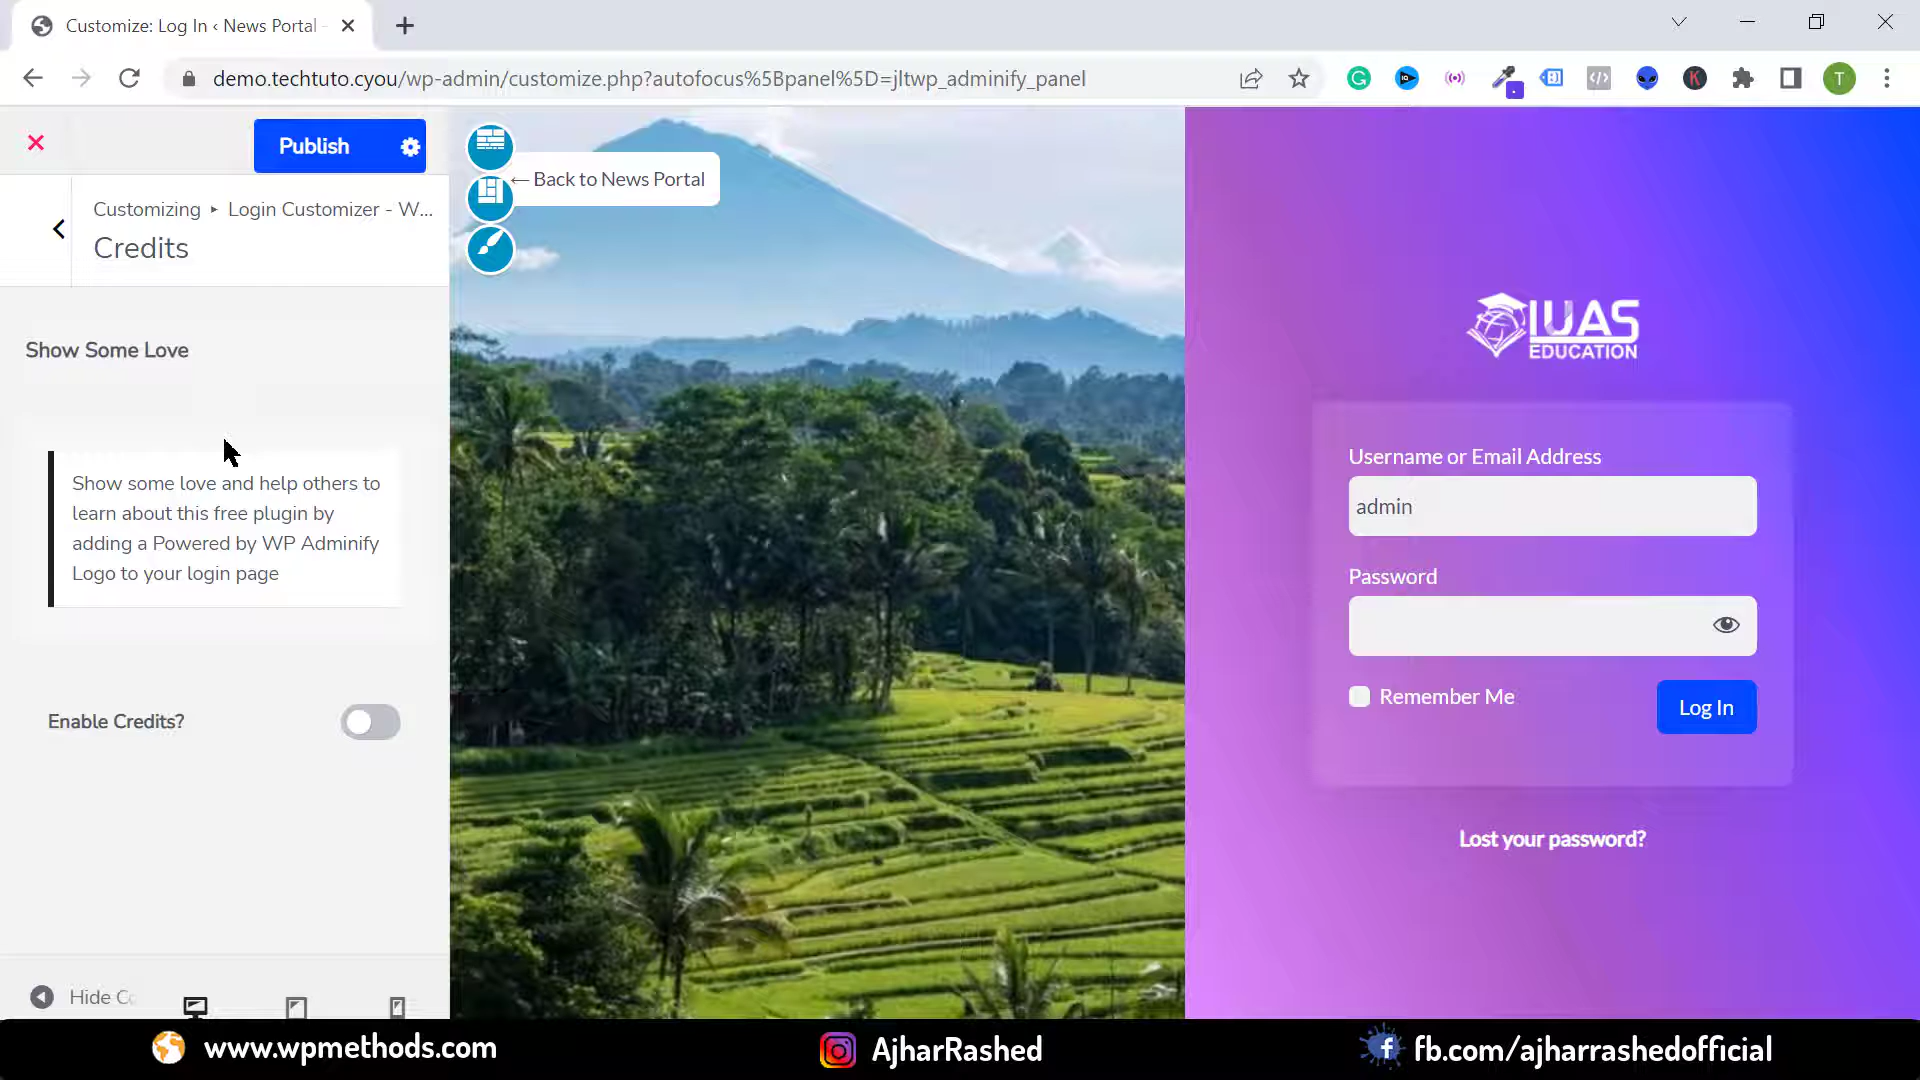 Customize: Log In ‹ News Portal -
demo.techtuto.cyou/wp-admin/customize.php?autofocus%5Bpanel%5D=jltwp_adminify_panel
T
Publish
← Back to News Portal
Customizing ▸ Login Customizer - W...
Credits
Show Some Love
Show some love and help others to
learn about this free plugin by
adding a Powered by WP Adminify
Logo to your login page
Enable Credits?
Hide Co
IUAS
EDUCATION
Username or Email Address
admin
Password
Remember Me
Log In
Lost your password?
www.wpmethods.com
AjharRashed
fb.com/ajharrashedofficial